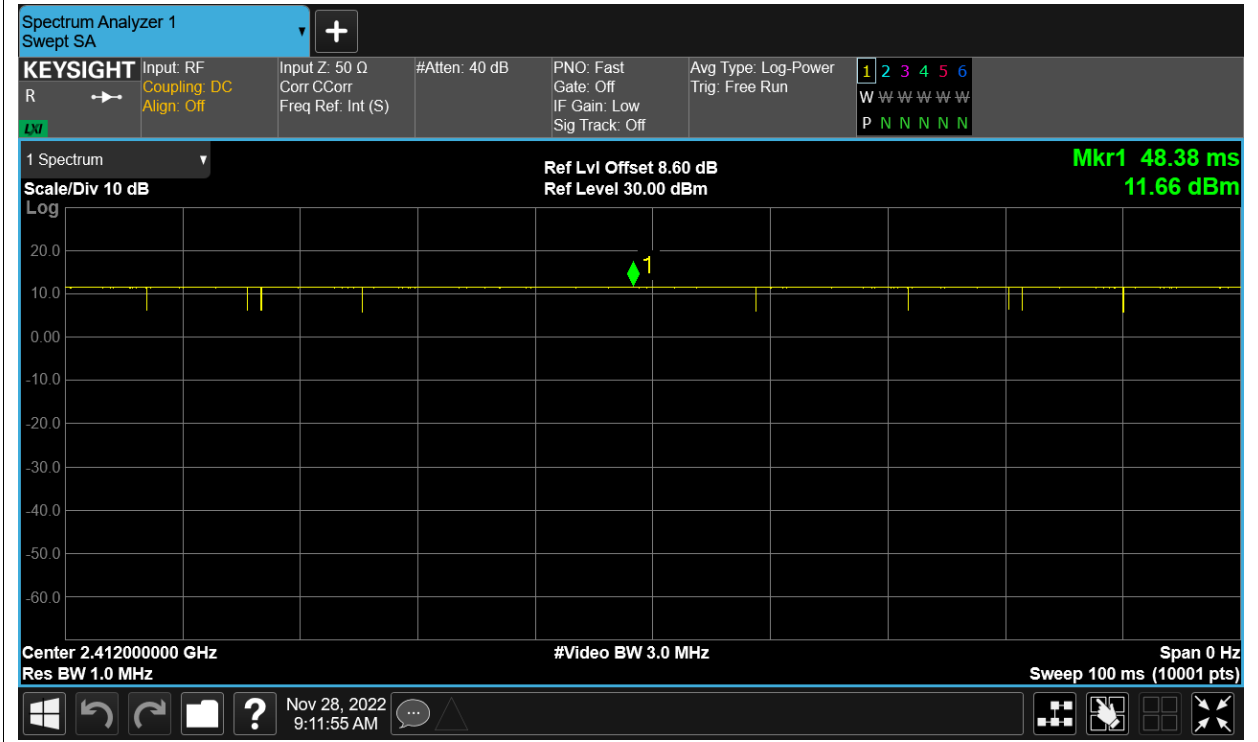 Spectrum Analyzer 1
Swept SA
+
KEYSIGHT
R
LXI
Input: RF
Coupling: DC
Align: Off
Input Z: 50 Ω
Corr CCorr
Freq Ref: Int (S)
#Atten: 40 dB
PNO: Fast
Gate: Off
IF Gain: Low
Sig Track: Off
Avg Type: Log-Power
Trig: Free Run
1 2 3 4 5 6
W W W W W W
P N N N N N
1 Spectrum
Scale/Div 10 dB
Log
Ref Lvl Offset 8.60 dB
Ref Level 30.00 dBm
Mkr1 48.38 ms
11.66 dBm
1
20.0
10.0
0.00
-10.0
-20.0
-30.0
-40.0
-50.0
-60.0
Center 2.412000000 GHz
Res BW 1.0 MHz
#Video BW 3.0 MHz
Span 0 Hz
Sweep 100 ms (10001 pts)
?
Nov 28, 2022
9:11:55 AM